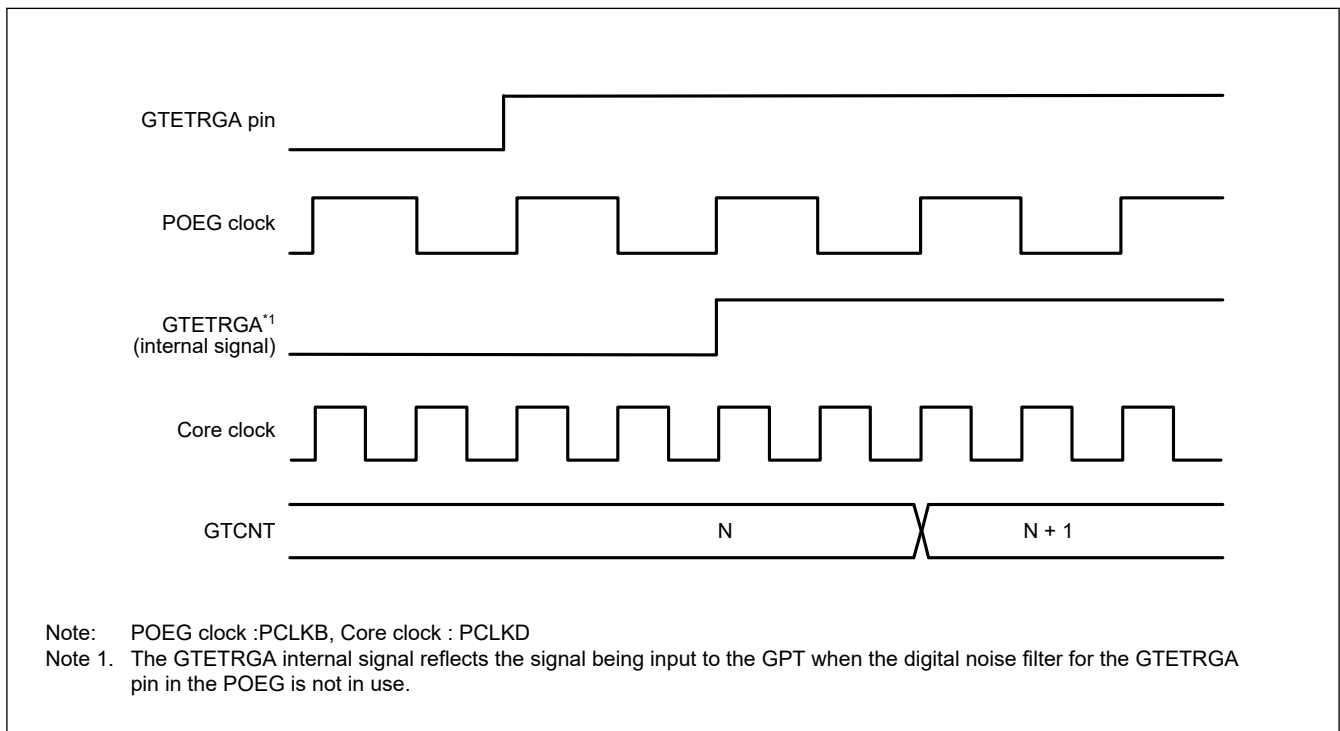 GTETRGA pin
POEG clock
GTETRGA*1
(internal signal)
Core clock
GTCNT N N + 1
Note: POEG clock :PCLKB, Core clock : PCLKD
Note 1. The GTETRGA internal signal reflects the signal being input to the GPT when the digital noise filter for the GTETRGA
pin in the POEG is not in use.